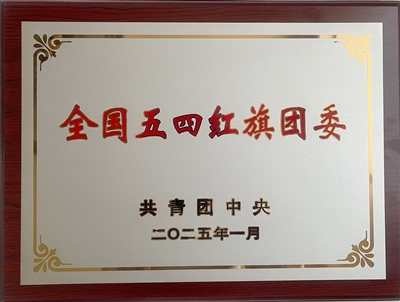 全国五四红旗团委
共青团中央
二〇二五年一月